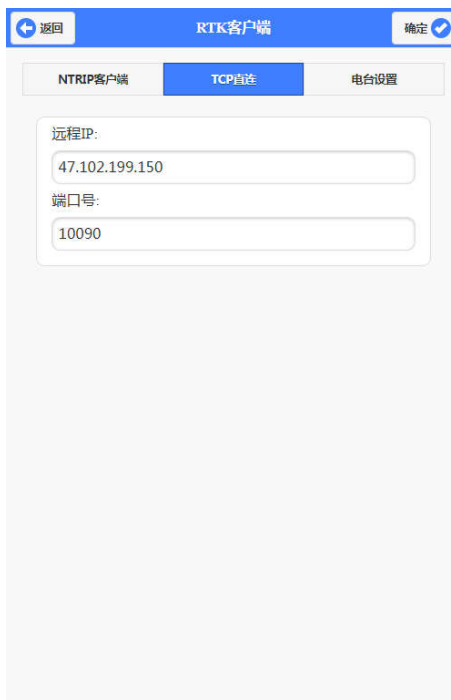 返回 RTK客户端 确定
NTRIP客户端 TCP直连 电台设置
远程IP:
47.102.199.150
端口号:
10090